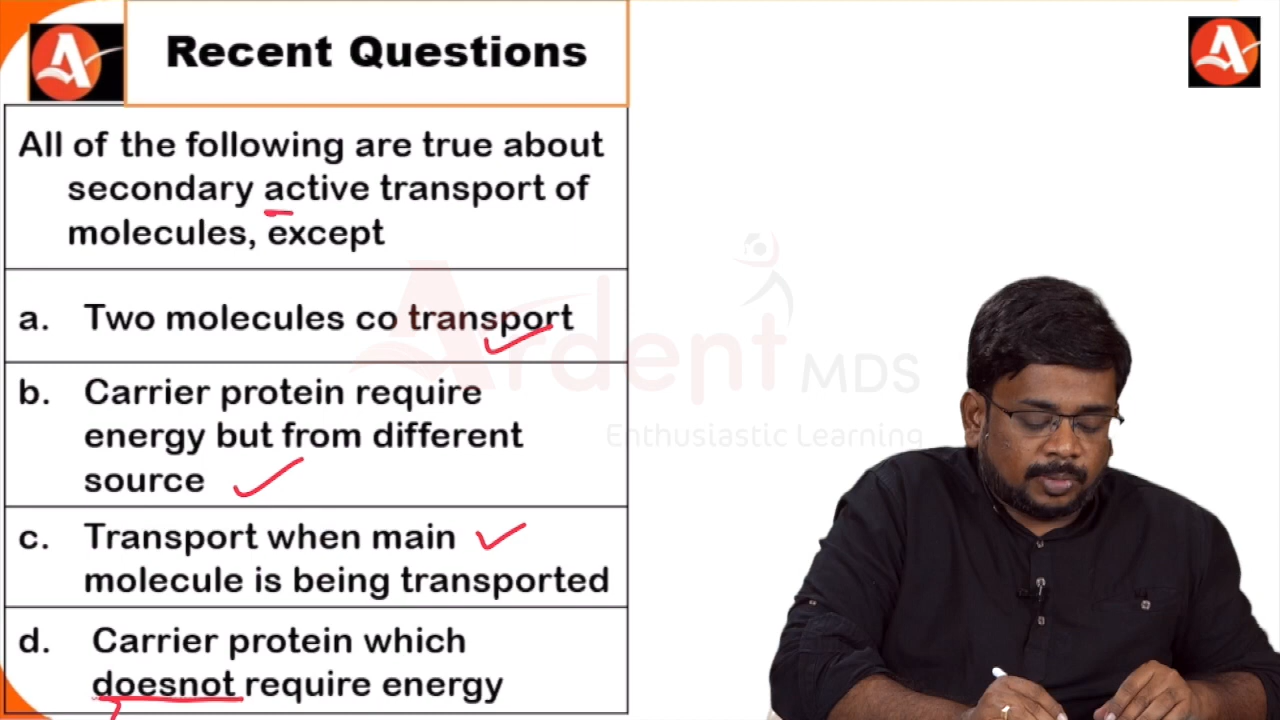 Recent Questions
All of the following are true about
secondary active transport of
molecules, except
a. Two molecules co transport
b. Carrier protein require
energy but from different
source
c. Transport when main
molecule is being transported
d. Carrier protein which
doesnot require energy
Ardent MDS
Enthusiastic Learning